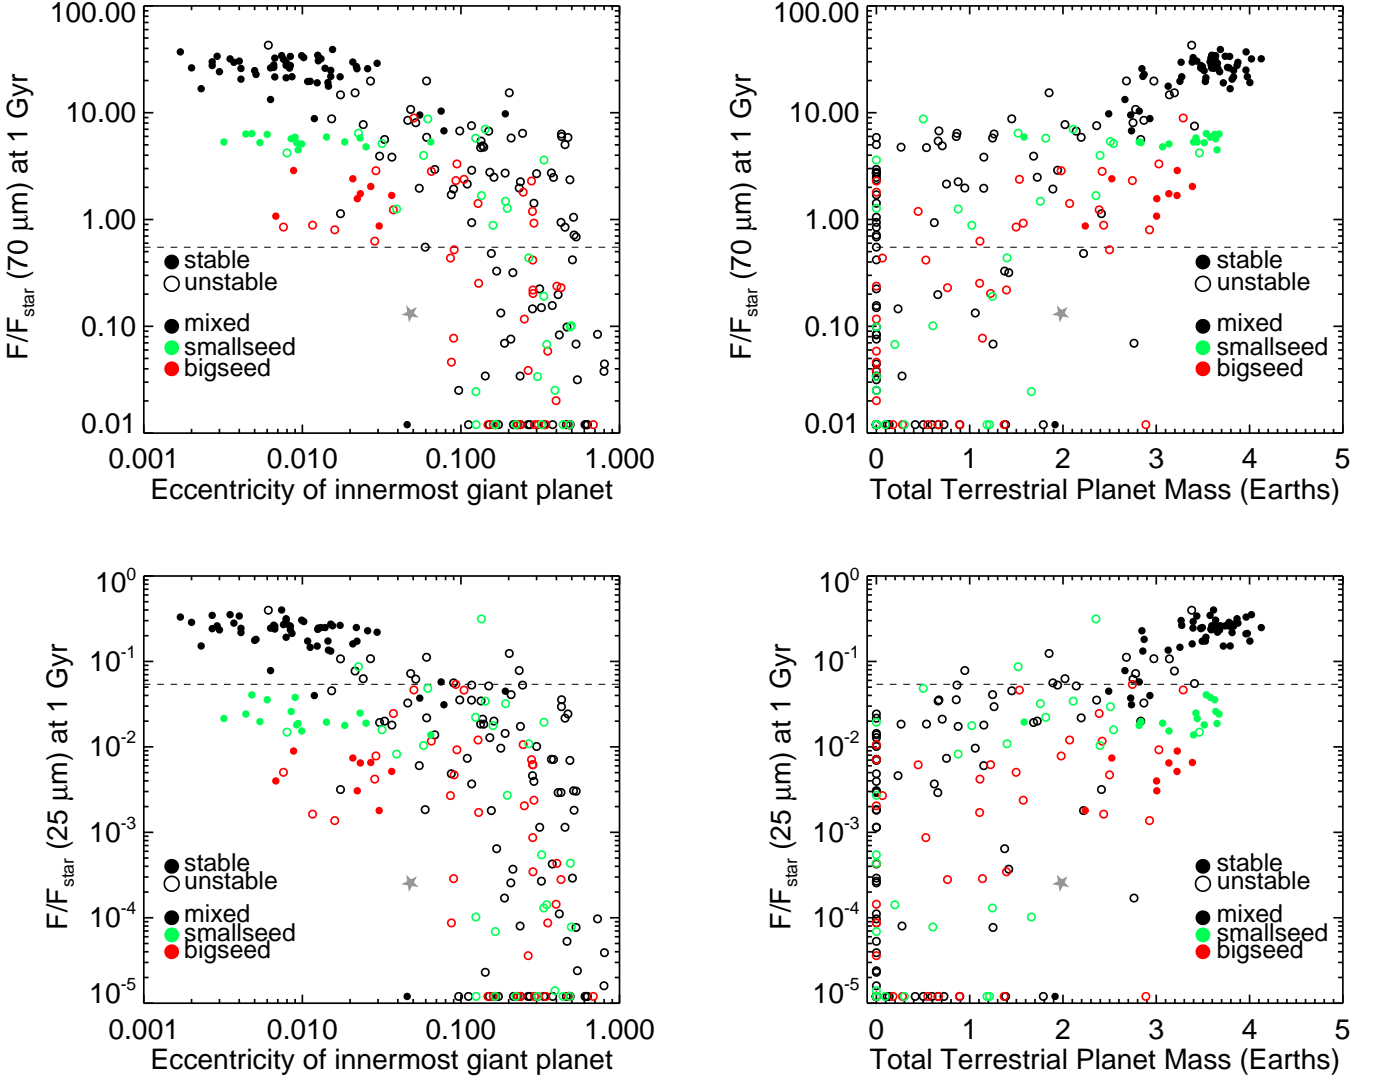 100.00
10.00
1.00
0.10
0.01
F/Fstar (70 μm) at 1 Gyr
stable
unstable
mixed
smallseed
bigseed
0.001 0.010 0.100 1.000
Eccentricity of innermost giant planet
100.00
10.00
1.00
0.10
0.01
F/Fstar (70 μm) at 1 Gyr
stable
unstable
mixed
smallseed
bigseed
0 1 2 3 4 5
Total Terrestrial Planet Mass (Earths)
10^0
10^-1
10^-2
10^-3
10^-4
10^-5
F/Fstar (25 μm) at 1 Gyr
stable
unstable
mixed
smallseed
bigseed
0.001 0.010 0.100 1.000
Eccentricity of innermost giant planet
10^0
10^-1
10^-2
10^-3
10^-4
10^-5
F/Fstar (25 μm) at 1 Gyr
stable
unstable
mixed
smallseed
bigseed
0 1 2 3 4 5
Total Terrestrial Planet Mass (Earths)